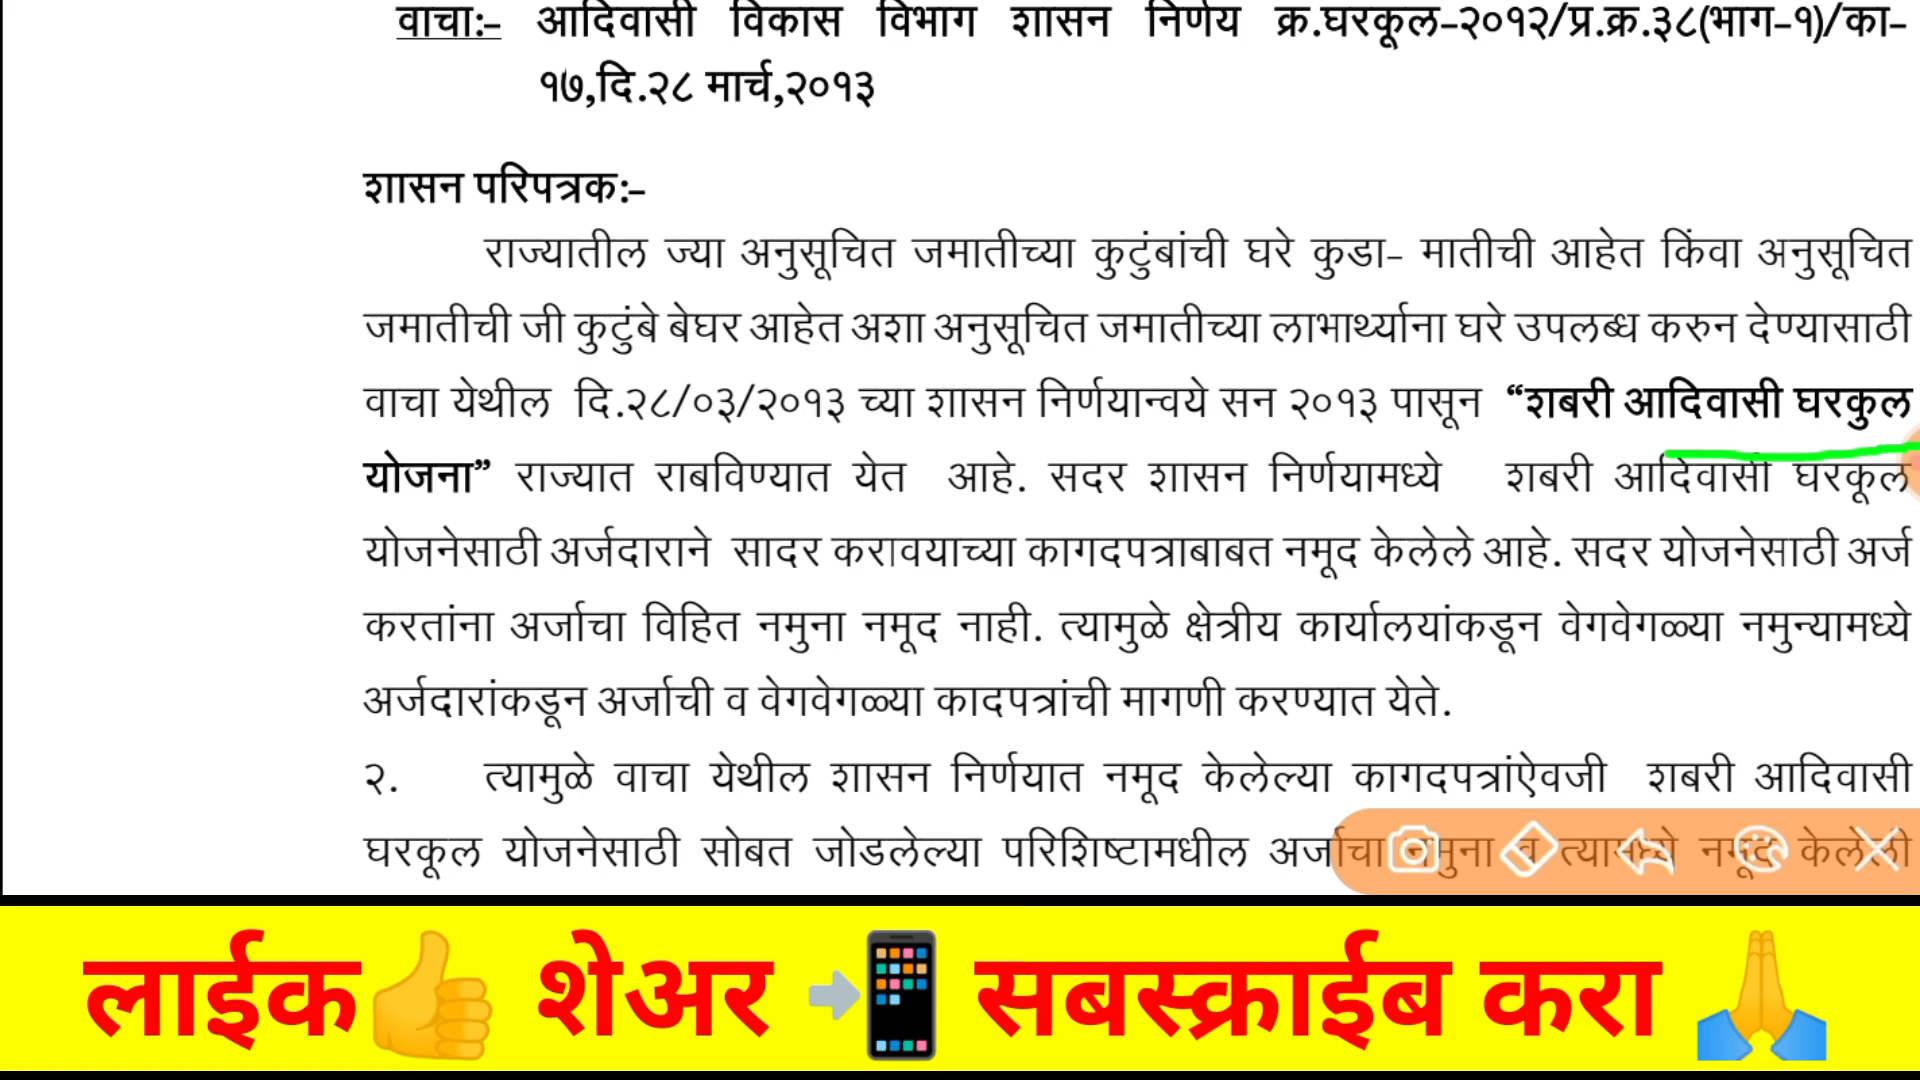 वाचा:- आदिवासी विकास विभाग शासन निर्णय क्र.घरकूल-२०१२/प्र.क्र.३८(भाग-१)/का-
१७,दि.२८ मार्च,२०१३
शासन परिपत्रक:-
राज्यातील ज्या अनुसूचित जमातीच्या कुटुंबांची घरे कुडा- मातीची आहेत किंवा अनुसूचित
जमातीची जी कुटुंबे बेघर आहेत अशा अनुसूचित जमातीच्या लाभार्थ्याना घरे उपलब्ध करुन देण्यासाठी
वाचा येथील दि.२८/०३/२०१३ च्या शासन निर्णयान्वये सन २०१३ पासून “शबरी आदिवासी घरकुल
योजना” राज्यात राबविण्यात येत आहे. सदर शासन निर्णयामध्ये शबरी आदिवासी घरकूल
योजनेसाठी अर्जदाराने सादर करावयाच्या कागदपत्राबाबत नमूद केलेले आहे. सदर योजनेसाठी अर्ज
करतांना अर्जाचा विहित नमुना नमूद नाही. त्यामुळे क्षेत्रीय कार्यालयांकडून वेगवेगळ्या नमुन्यामध्ये
अर्जदारांकडून अर्जाची व वेगवेगळ्या कादपत्रांची मागणी करण्यात येते.
२. त्यामुळे वाचा येथील शासन निर्णयात नमूद केलेल्या कागदपत्रांऐवजी शबरी आदिवासी
घरकूल योजनेसाठी सोबत जोडलेल्या परिशिष्टामधील अर्जाचा नमुना व त्यामध्ये नमूद केलेली
लाईक शेअर सबस्क्राईब करा